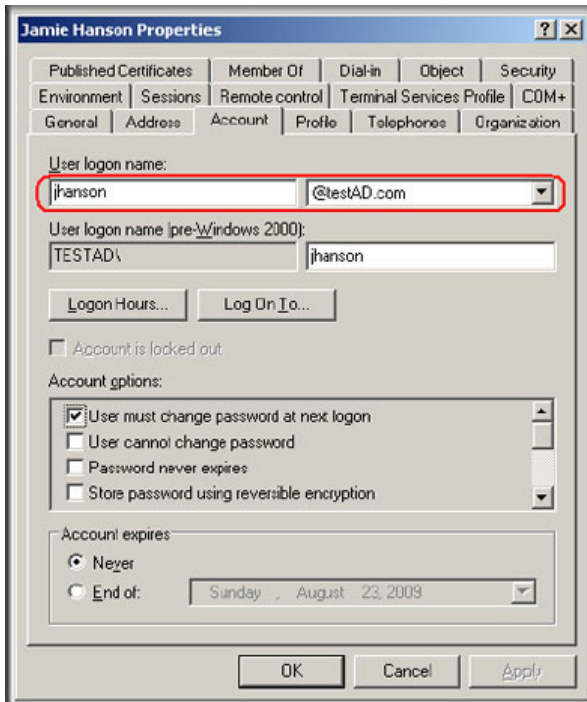 Jamie Hanson Properties
Published Certificates Member Of Dial-in Object Security
Environment Sessions Remote control Terminal Services Profile COM+
General Address Account Profile Telephones Organization
User logon name:
jhanson @testAD.com
User logon name (pre-Windows 2000):
TESTAD\ jhanson
Logon Hours... Log On To...
Account is locked out
Account options:
User must change password at next logon
User cannot change password
Password never expires
Store password using reversible encryption
Account expires
Never
End of: Sunday , August 23, 2009
OK Cancel Apply